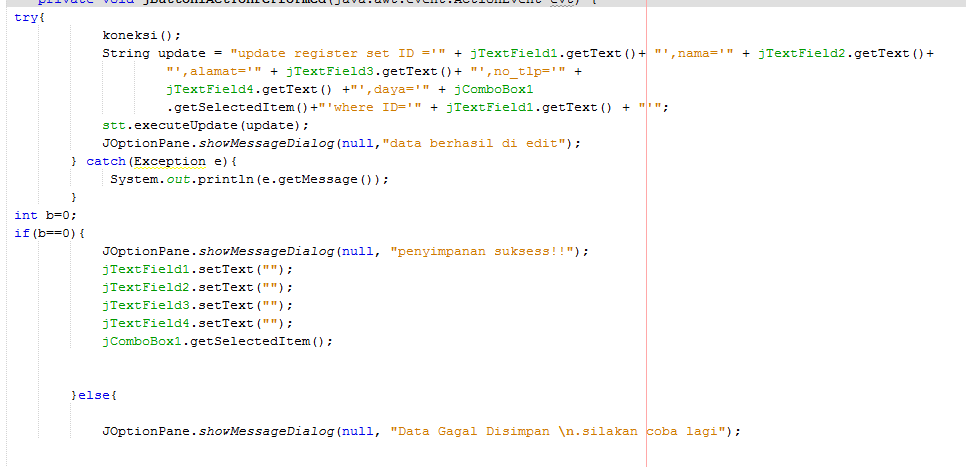 private void jButton1ActionPerformed(java.awt.event.ActionEvent evt) {
try{
koneksi();
String update = "update register set ID ='" + jTextField1.getText()+ "',nama='" + jTextField2.getText()+
"',alamat='" + jTextField3.getText()+ "',no_tlp='" +
jTextField4.getText() +"',daya='" + jComboBox1
.getSelectedItem()+"'where ID='" + jTextField1.getText() + "'";
stt.executeUpdate(update);
JOptionPane.showMessageDialog(null,"data berhasil di edit");
} catch(Exception e){
System.out.println(e.getMessage());
}
int b=0;
if(b==0){
JOptionPane.showMessageDialog(null, "penyimpanan suksess!!");
jTextField1.setText("");
jTextField2.setText("");
jTextField3.setText("");
jTextField4.setText("");
jComboBox1.getSelectedItem();
}else{
JOptionPane.showMessageDialog(null, "Data Gagal Disimpan \n.silakan coba lagi");